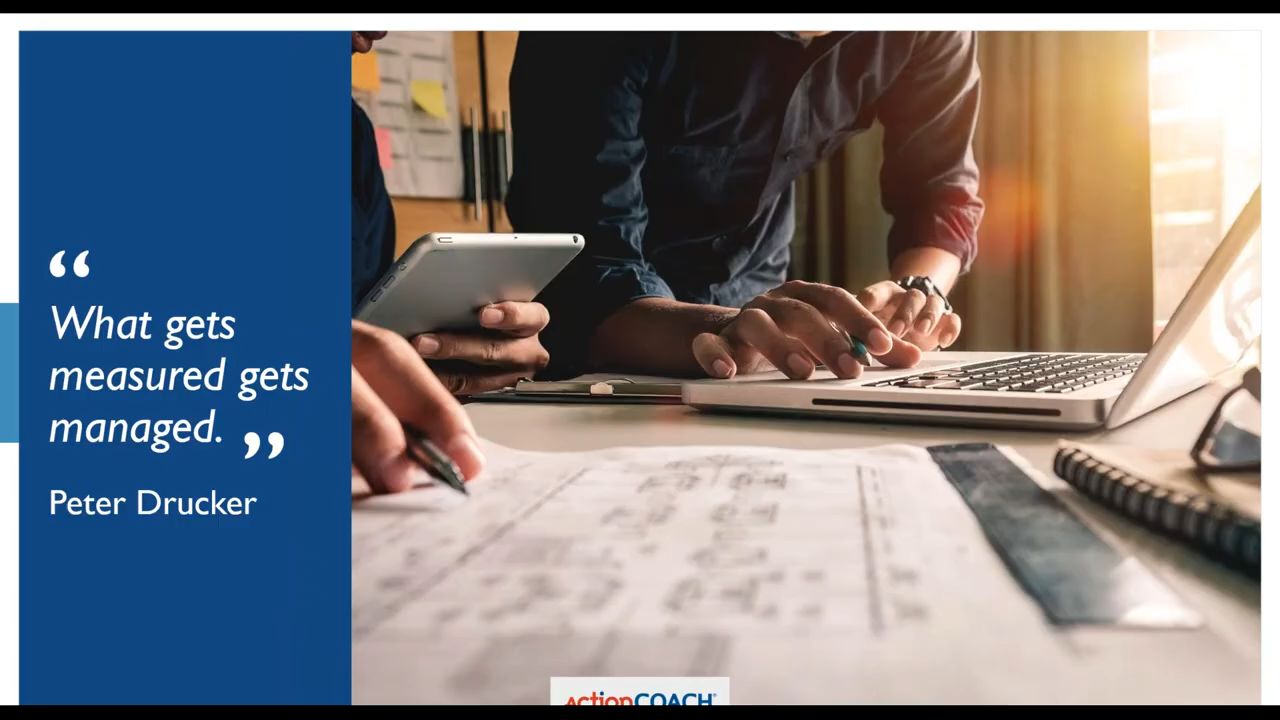 “
What gets
measured gets
managed. ”
Peter Drucker
ActionCOACH®